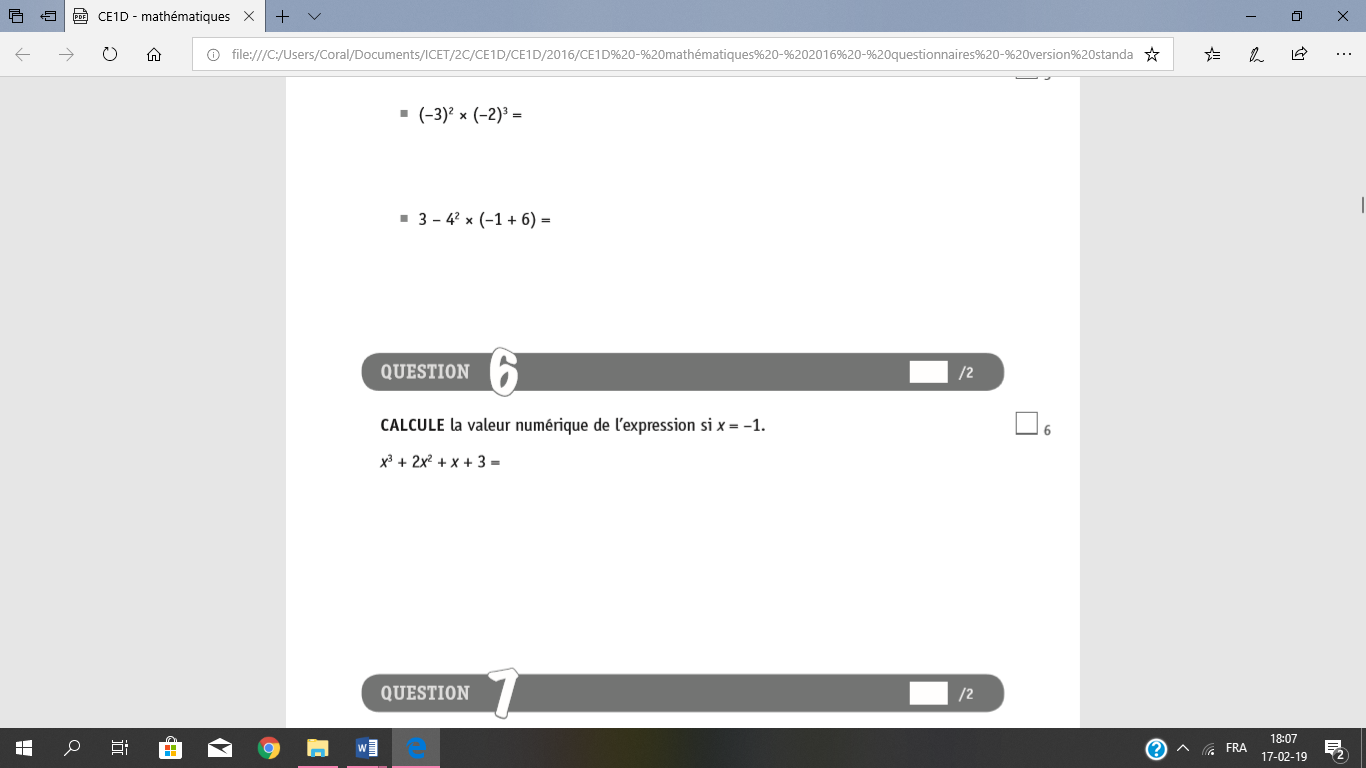 CE1D - mathématiques
file:///C:/Users/Coral/Documents/ICET/2C/CE1D/CE1D/2016/CE1D%20-%20mathématiques%20-%202016%20-%20questionnaires%20-%20version%20standa
(–3)² × (–2)³ =
3 – 4² × (–1 + 6) =
QUESTION 6 /2
CALCULE la valeur numérique de l'expression si x = –1.
6
x³ + 2x² + x + 3 =
QUESTION 7 /2
FRA
18:07
17-02-19
2